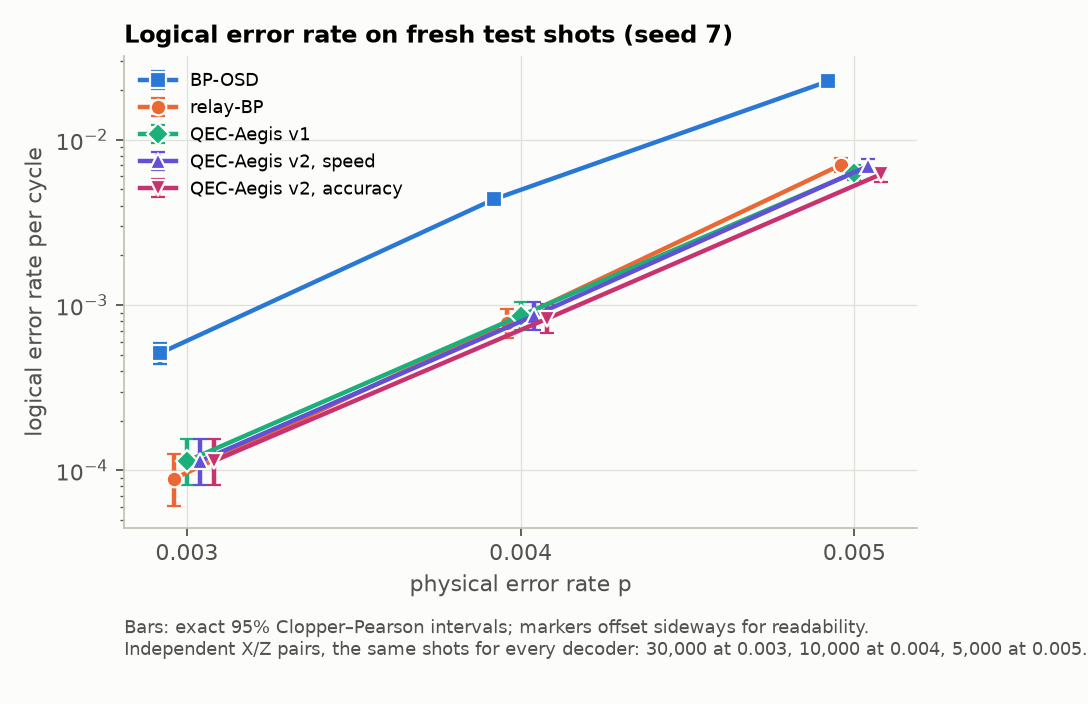 Logical error rate on fresh test shots (seed 7)
BP-OSD
relay-BP
QEC-Aegis v1
QEC-Aegis v2, speed
QEC-Aegis v2, accuracy
logical error rate per cycle
10⁻²
10⁻³
10⁻⁴
0.003 0.004 0.005
physical error rate p
Bars: exact 95% Clopper–Pearson intervals; markers offset sideways for readability.
Independent X/Z pairs, the same shots for every decoder: 30,000 at 0.003, 10,000 at 0.004, 5,000 at 0.005.